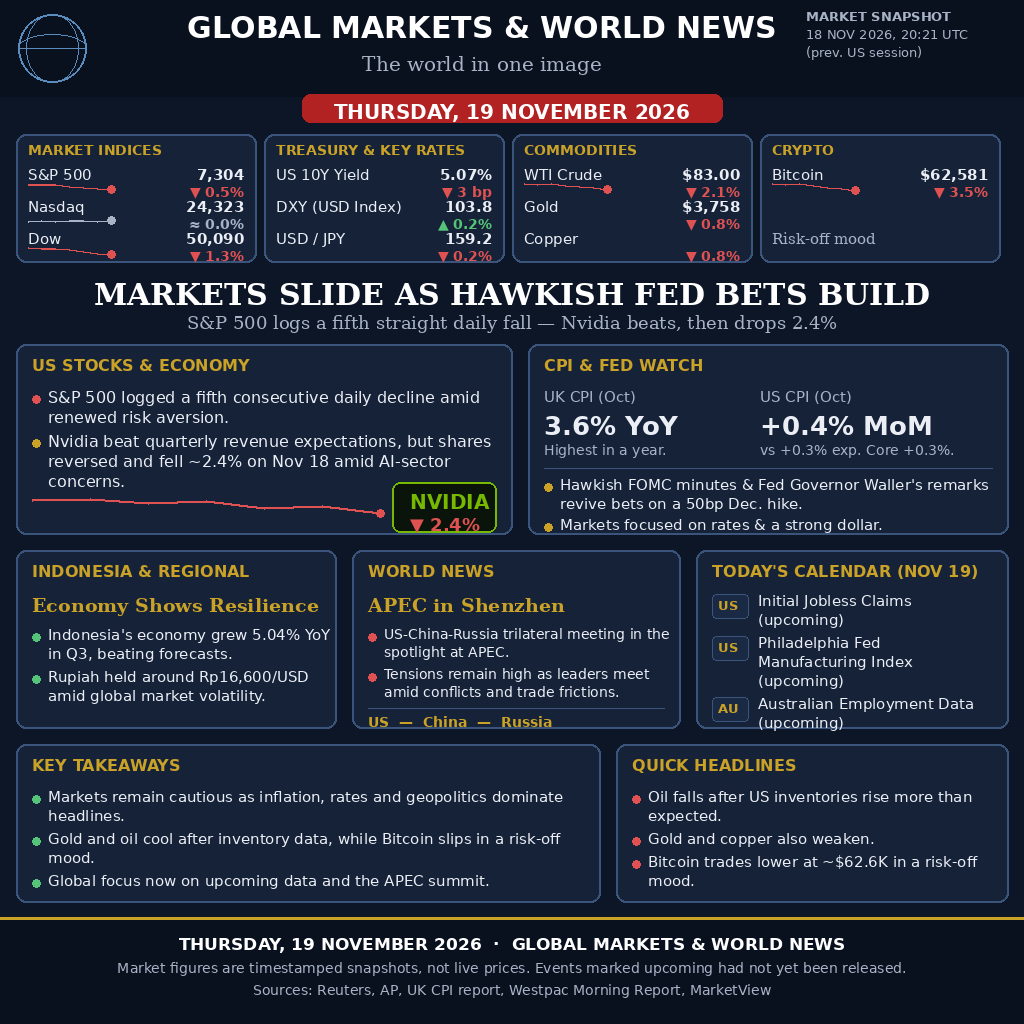 GLOBAL MARKETS & WORLD NEWS
The world in one image
MARKET SNAPSHOT
18 NOV 2026, 20:21 UTC
(prev. US session)
THURSDAY, 19 NOVEMBER 2026
MARKET INDICES
S&P 500 7,304
▼ 0.5%
Nasdaq 24,323
≈ 0.0%
Dow 50,090
▼ 1.3%
TREASURY & KEY RATES
US 10Y Yield 5.07%
▼ 3 bp
DXY (USD Index) 103.8
▲ 0.2%
USD / JPY 159.2
▼ 0.2%
COMMODITIES
WTI Crude $83.00
▼ 2.1%
Gold $3,758
▼ 0.8%
Copper
▼ 0.8%
CRYPTO
Bitcoin $62,581
▼ 3.5%
Risk-off mood
MARKETS SLIDE AS HAWKISH FED BETS BUILD
S&P 500 logs a fifth straight daily fall — Nvidia beats, then drops 2.4%
US STOCKS & ECONOMY
S&P 500 logged a fifth consecutive daily decline amid
renewed risk aversion.
Nvidia beat quarterly revenue expectations, but shares
reversed and fell ~2.4% on Nov 18 amid AI-sector
concerns.
NVIDIA
▼ 2.4%
CPI & FED WATCH
UK CPI (Oct)
3.6% YoY
Highest in a year.
US CPI (Oct)
+0.4% MoM
vs +0.3% exp. Core +0.3%.
Hawkish FOMC minutes & Fed Governor Waller's remarks
revive bets on a 50bp Dec. hike.
Markets focused on rates & a strong dollar.
INDONESIA & REGIONAL
Economy Shows Resilience
Indonesia's economy grew 5.04% YoY
in Q3, beating forecasts.
Rupiah held around Rp16,600/USD
amid global market volatility.
WORLD NEWS
APEC in Shenzhen
US-China-Russia trilateral meeting in the
spotlight at APEC.
Tensions remain high as leaders meet
amid conflicts and trade frictions.
US — China — Russia
TODAY'S CALENDAR (NOV 19)
US Initial Jobless Claims
(upcoming)
US Philadelphia Fed
Manufacturing Index
(upcoming)
AU Australian Employment Data
(upcoming)
KEY TAKEAWAYS
Markets remain cautious as inflation, rates and geopolitics dominate
headlines.
Gold and oil cool after inventory data, while Bitcoin slips in a risk-off
mood.
Global focus now on upcoming data and the APEC summit.
QUICK HEADLINES
Oil falls after US inventories rise more than
expected.
Gold and copper also weaken.
Bitcoin trades lower at ~$62.6K in a risk-off
mood.
THURSDAY, 19 NOVEMBER 2026 · GLOBAL MARKETS & WORLD NEWS
Market figures are timestamped snapshots, not live prices. Events marked upcoming had not yet been released.
Sources: Reuters, AP, UK CPI report, Westpac Morning Report, MarketView